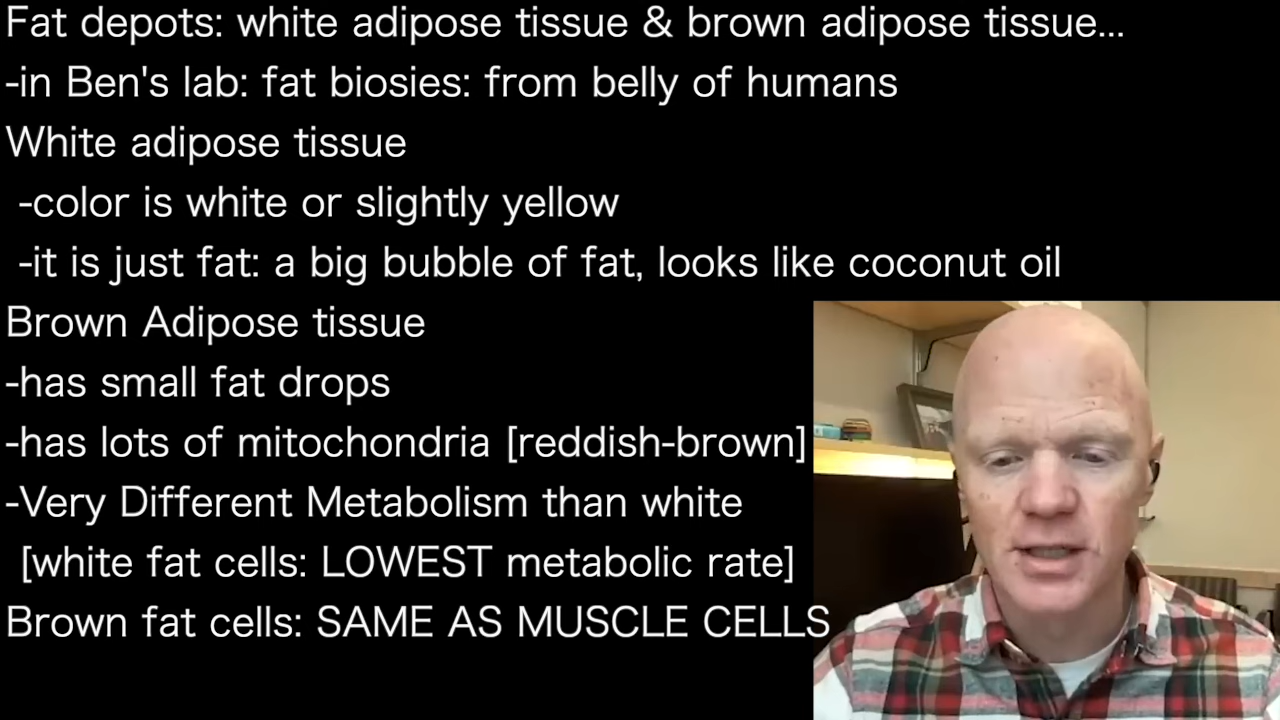 Fat depots: white adipose tissue & brown adipose tissue...
-in Ben's lab: fat biosies: from belly of humans
White adipose tissue
-color is white or slightly yellow
-it is just fat: a big bubble of fat, looks like coconut oil
Brown Adipose tissue
-has small fat drops
-has lots of mitochondria [reddish-brown]
-Very Different Metabolism than white
[white fat cells: LOWEST metabolic rate]
Brown fat cells: SAME AS MUSCLE CELLS